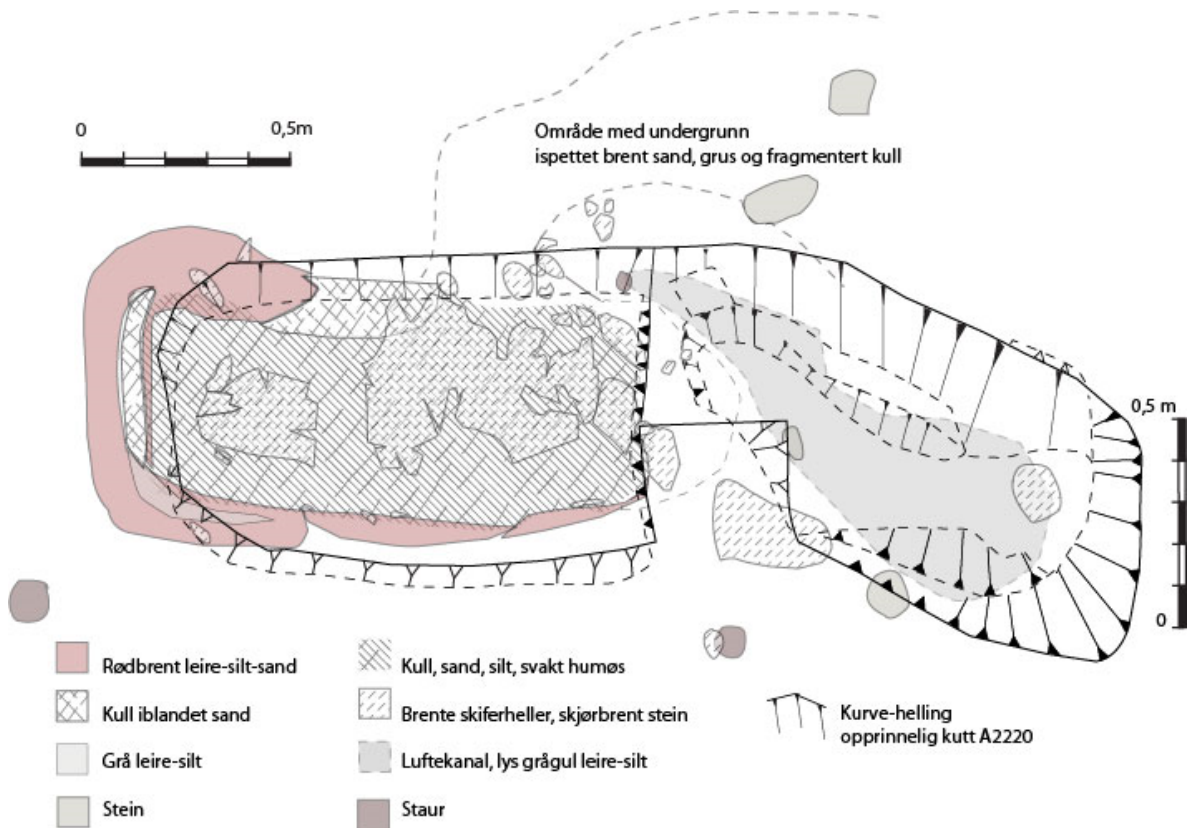 0 0,5m
Område med undergrunn
ispettet brent sand, grus og fragmentert kull
0,5 m
0
Rødbrent leire-silt-sand
Kull iblandet sand
Grå leire-silt
Stein
Kull, sand, silt, svakt humøs
Brente skiferheller, skjørbrent stein
Luftekanal, lys grågul leire-silt
Staur
Kurve-helling
opprinnelig kutt A2220